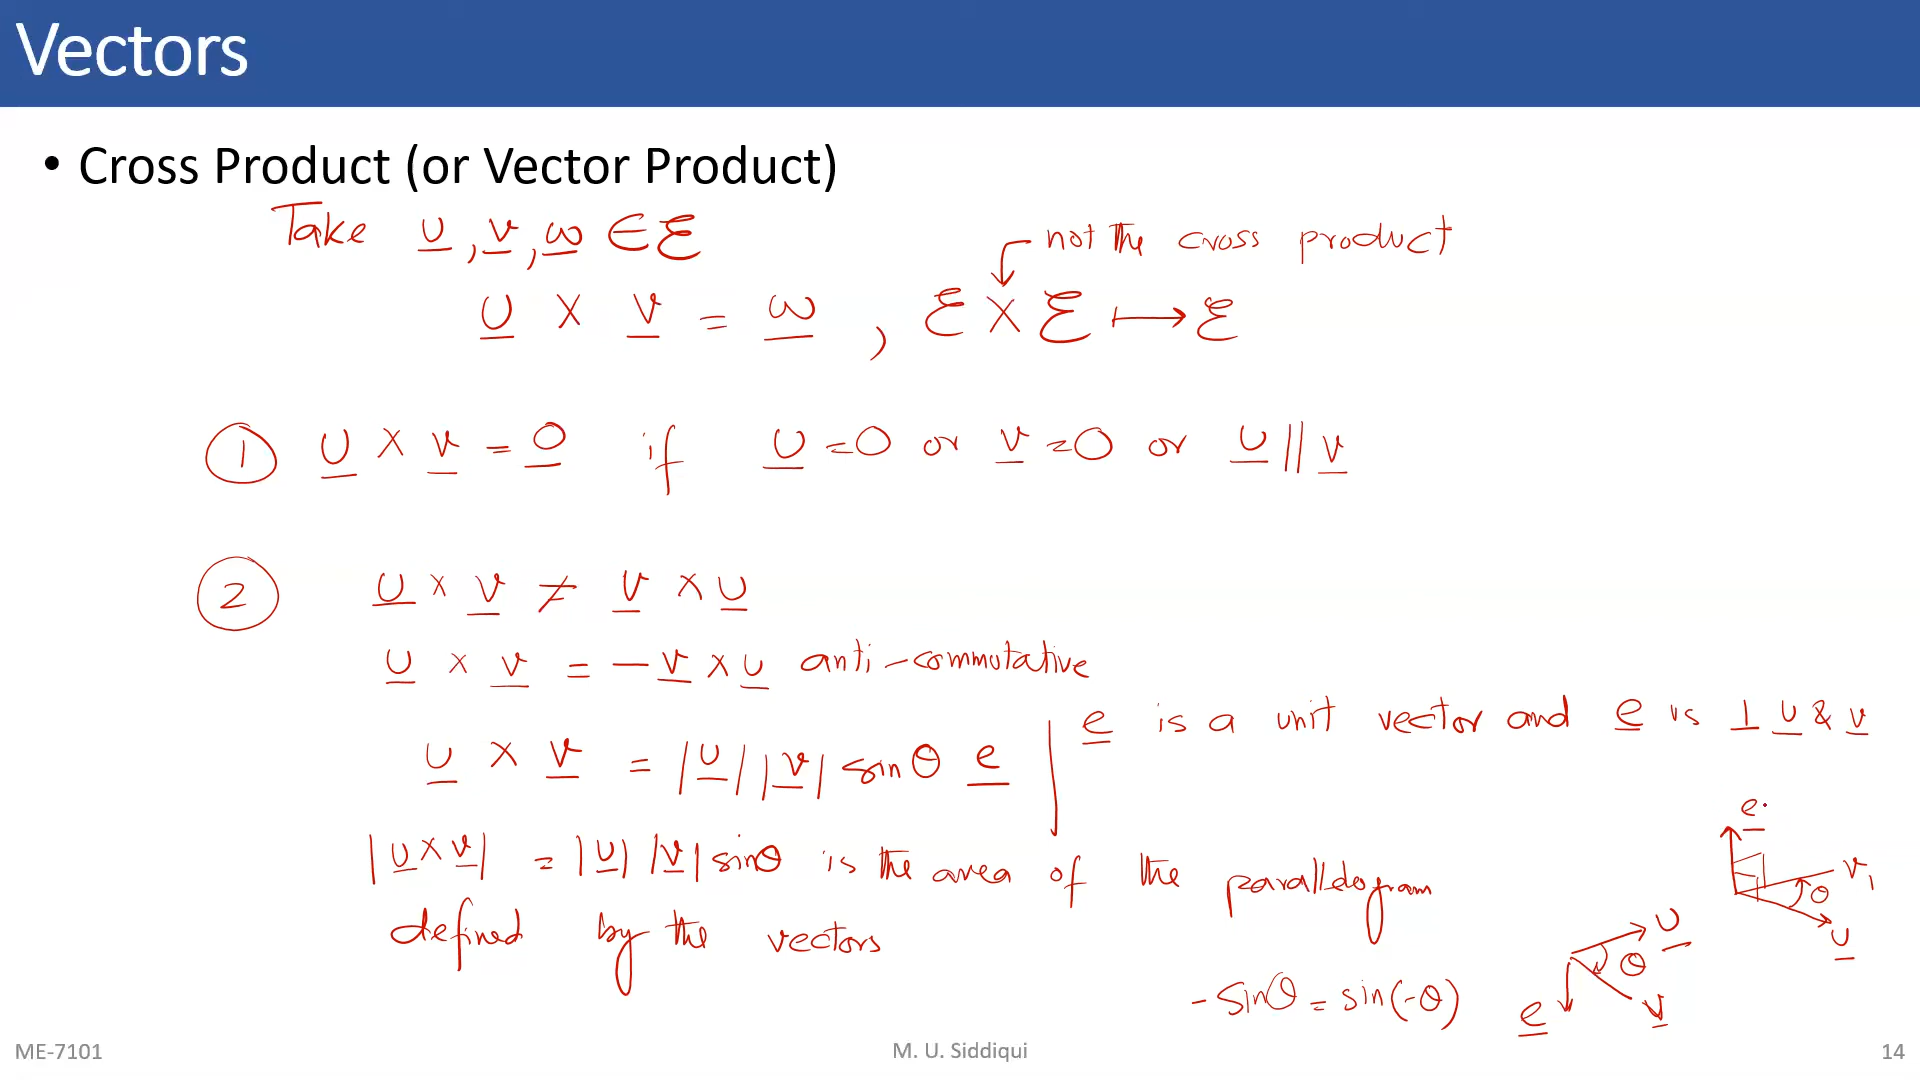 Vectors
• Cross Product (or Vector Product)
Take u, v, ω ∈ ℰ
not the cross product
u × v = ω , ℰ × ℰ ⟼ ℰ
① u × v = 0 if u = 0 or v = 0 or u || v
② u × v ≠ v × u
u × v = − v × u anti-commutative
e is a unit vector and e is ⊥ u & v
u × v = |u| |v| sin θ e
|u × v| = |u| |v| sin θ is the area of the parallelogram
defined by the vectors
- sin θ = sin(-θ)
e
v
θ
u
u
θ
v
e
ME-7101
M. U. Siddiqui
14